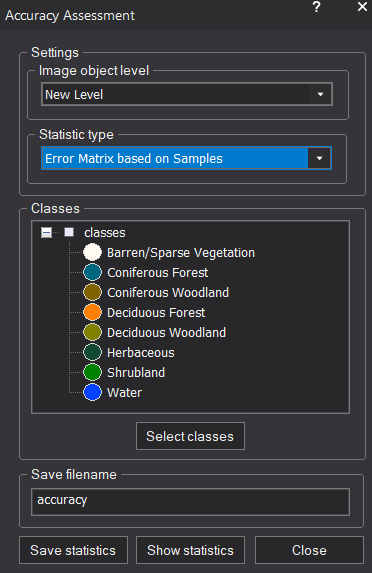 Accuracy Assessment
?
Settings
Image object level
New Level
Statistic type
Error Matrix based on Samples
Classes
classes
Barren/Sparse Vegetation
Coniferous Forest
Coniferous Woodland
Deciduous Forest
Deciduous Woodland
Herbaceous
Shrubland
Water
Select classes
Save filename
accuracy
Save statistics Show statistics Close